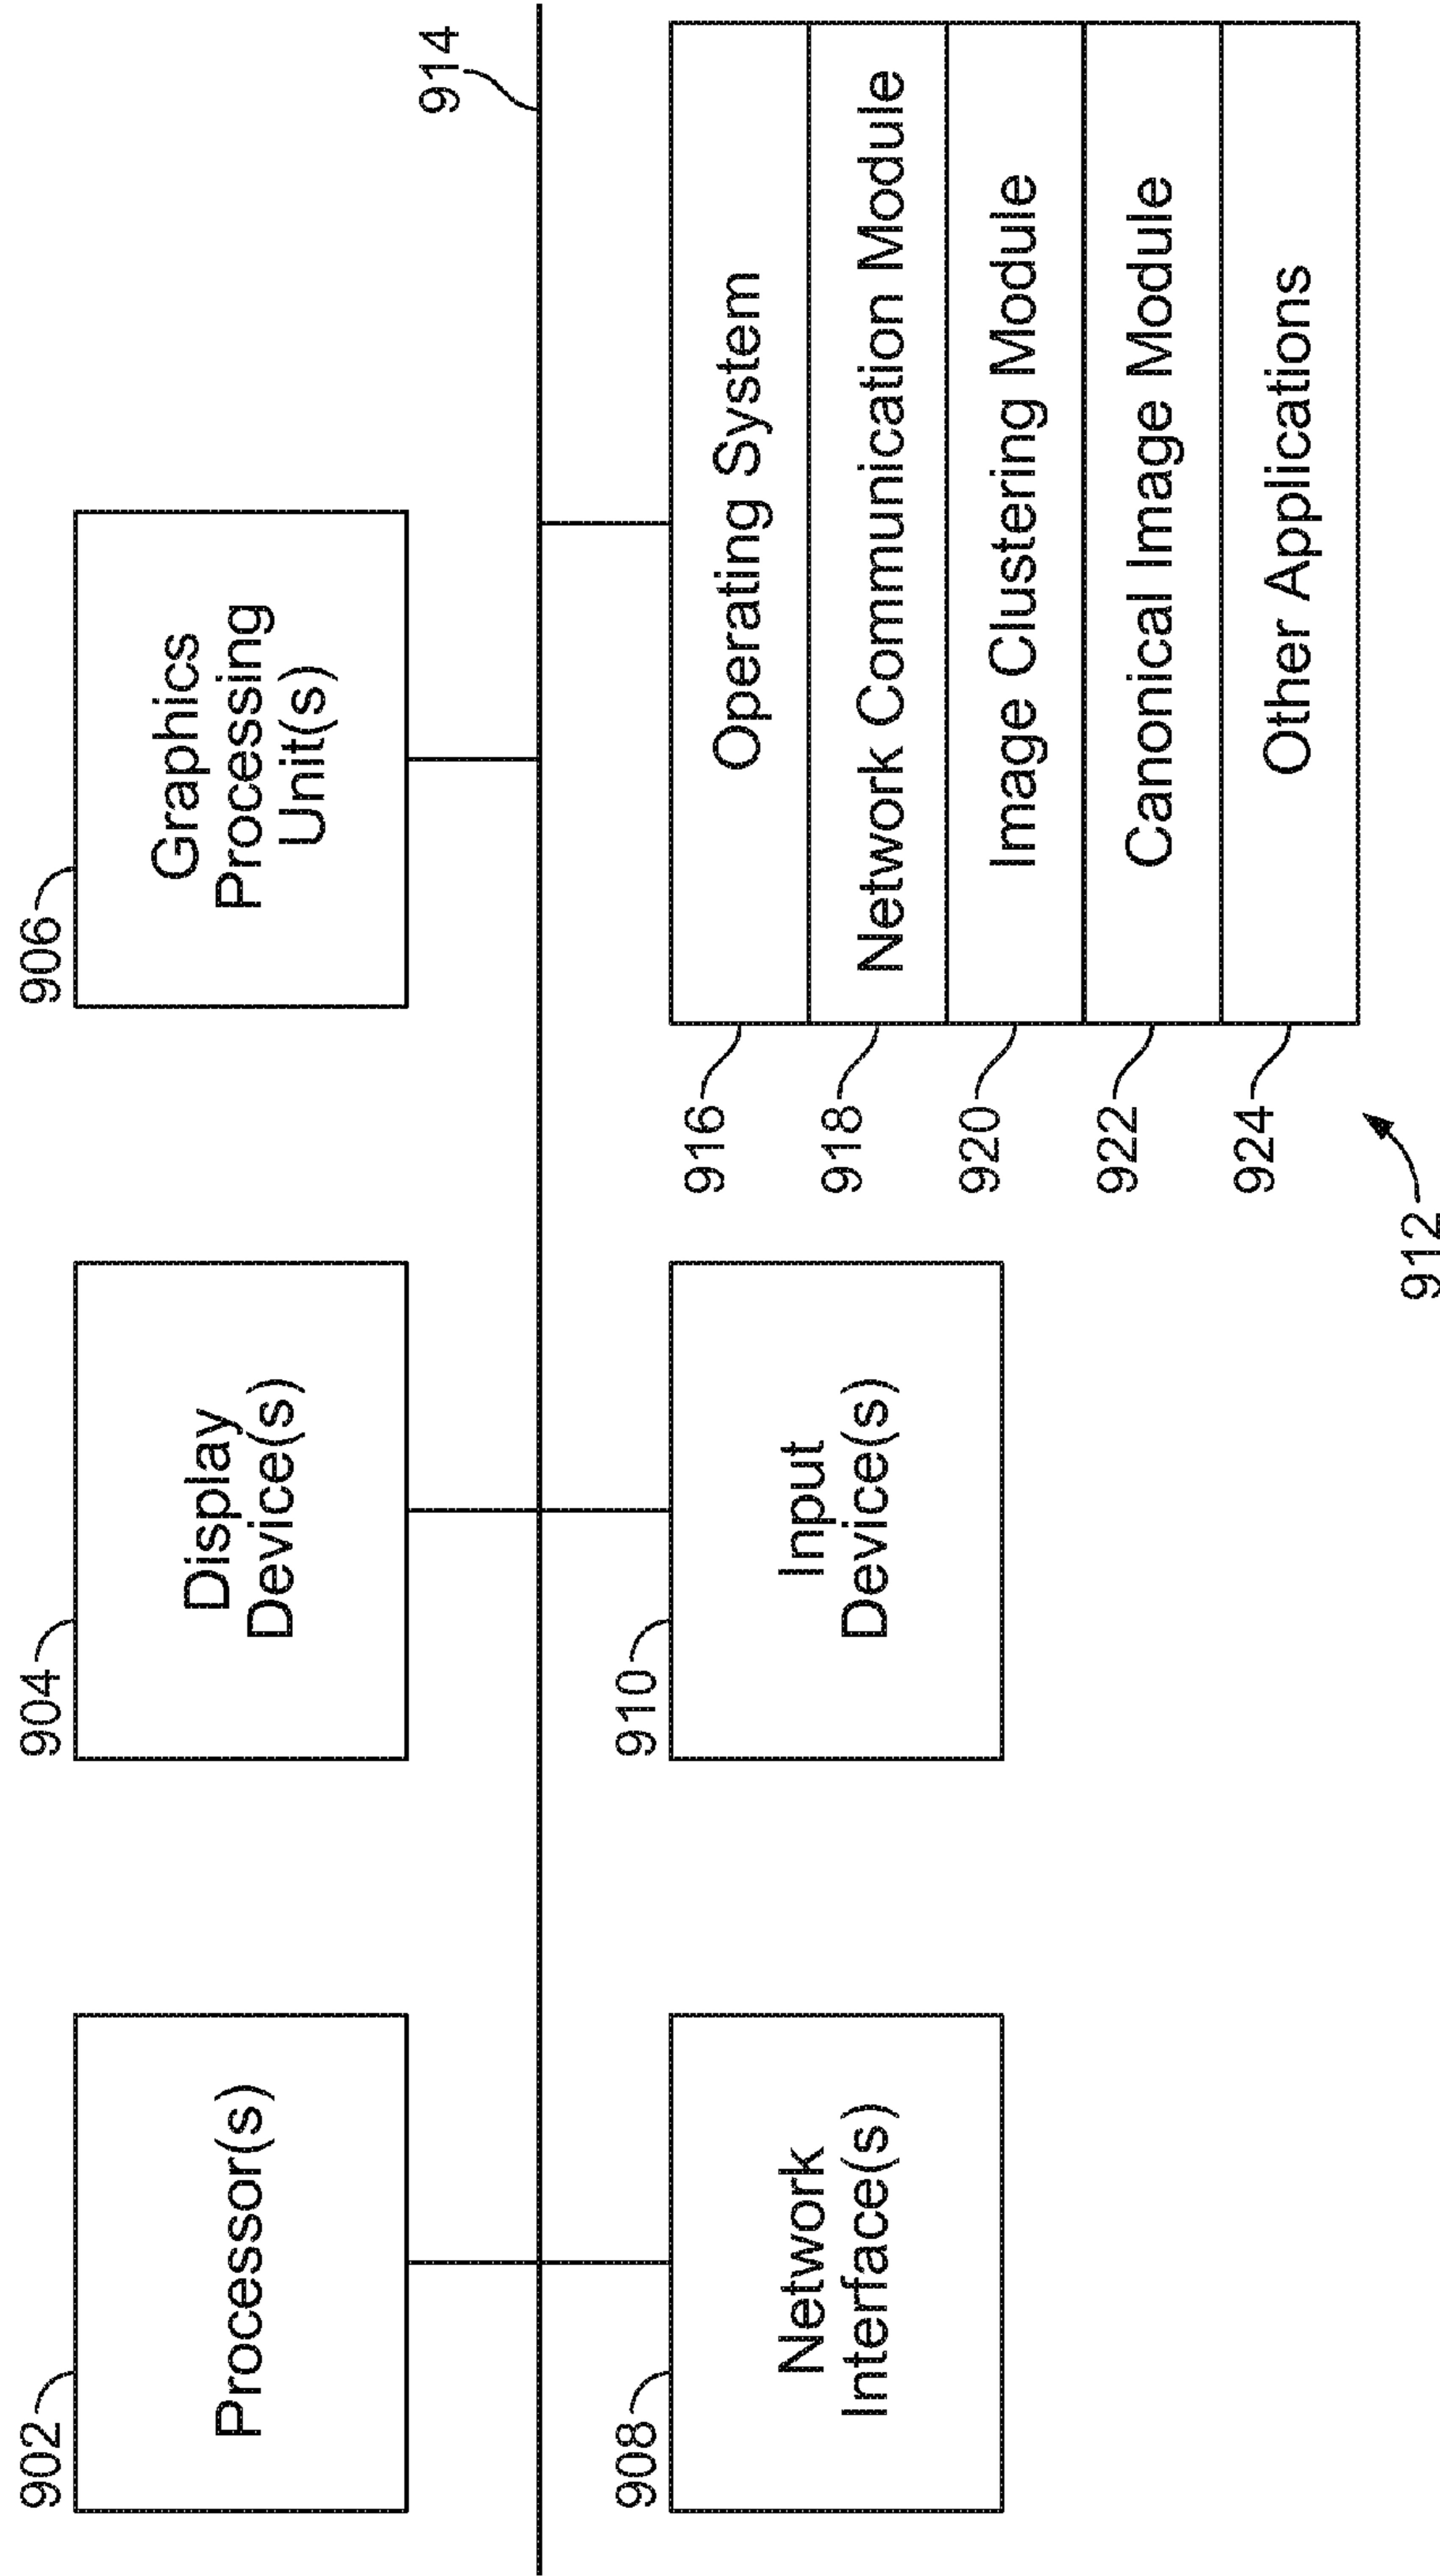 902
Processor(s)
904
Display
Device(s)
906
Graphics
Processing
Unit(s)
914
908
Network
Interface(s)
910
Input
Device(s)
916
Operating System
918
Network Communication Module
920
Image Clustering Module
922
Canonical Image Module
924
Other Applications
912